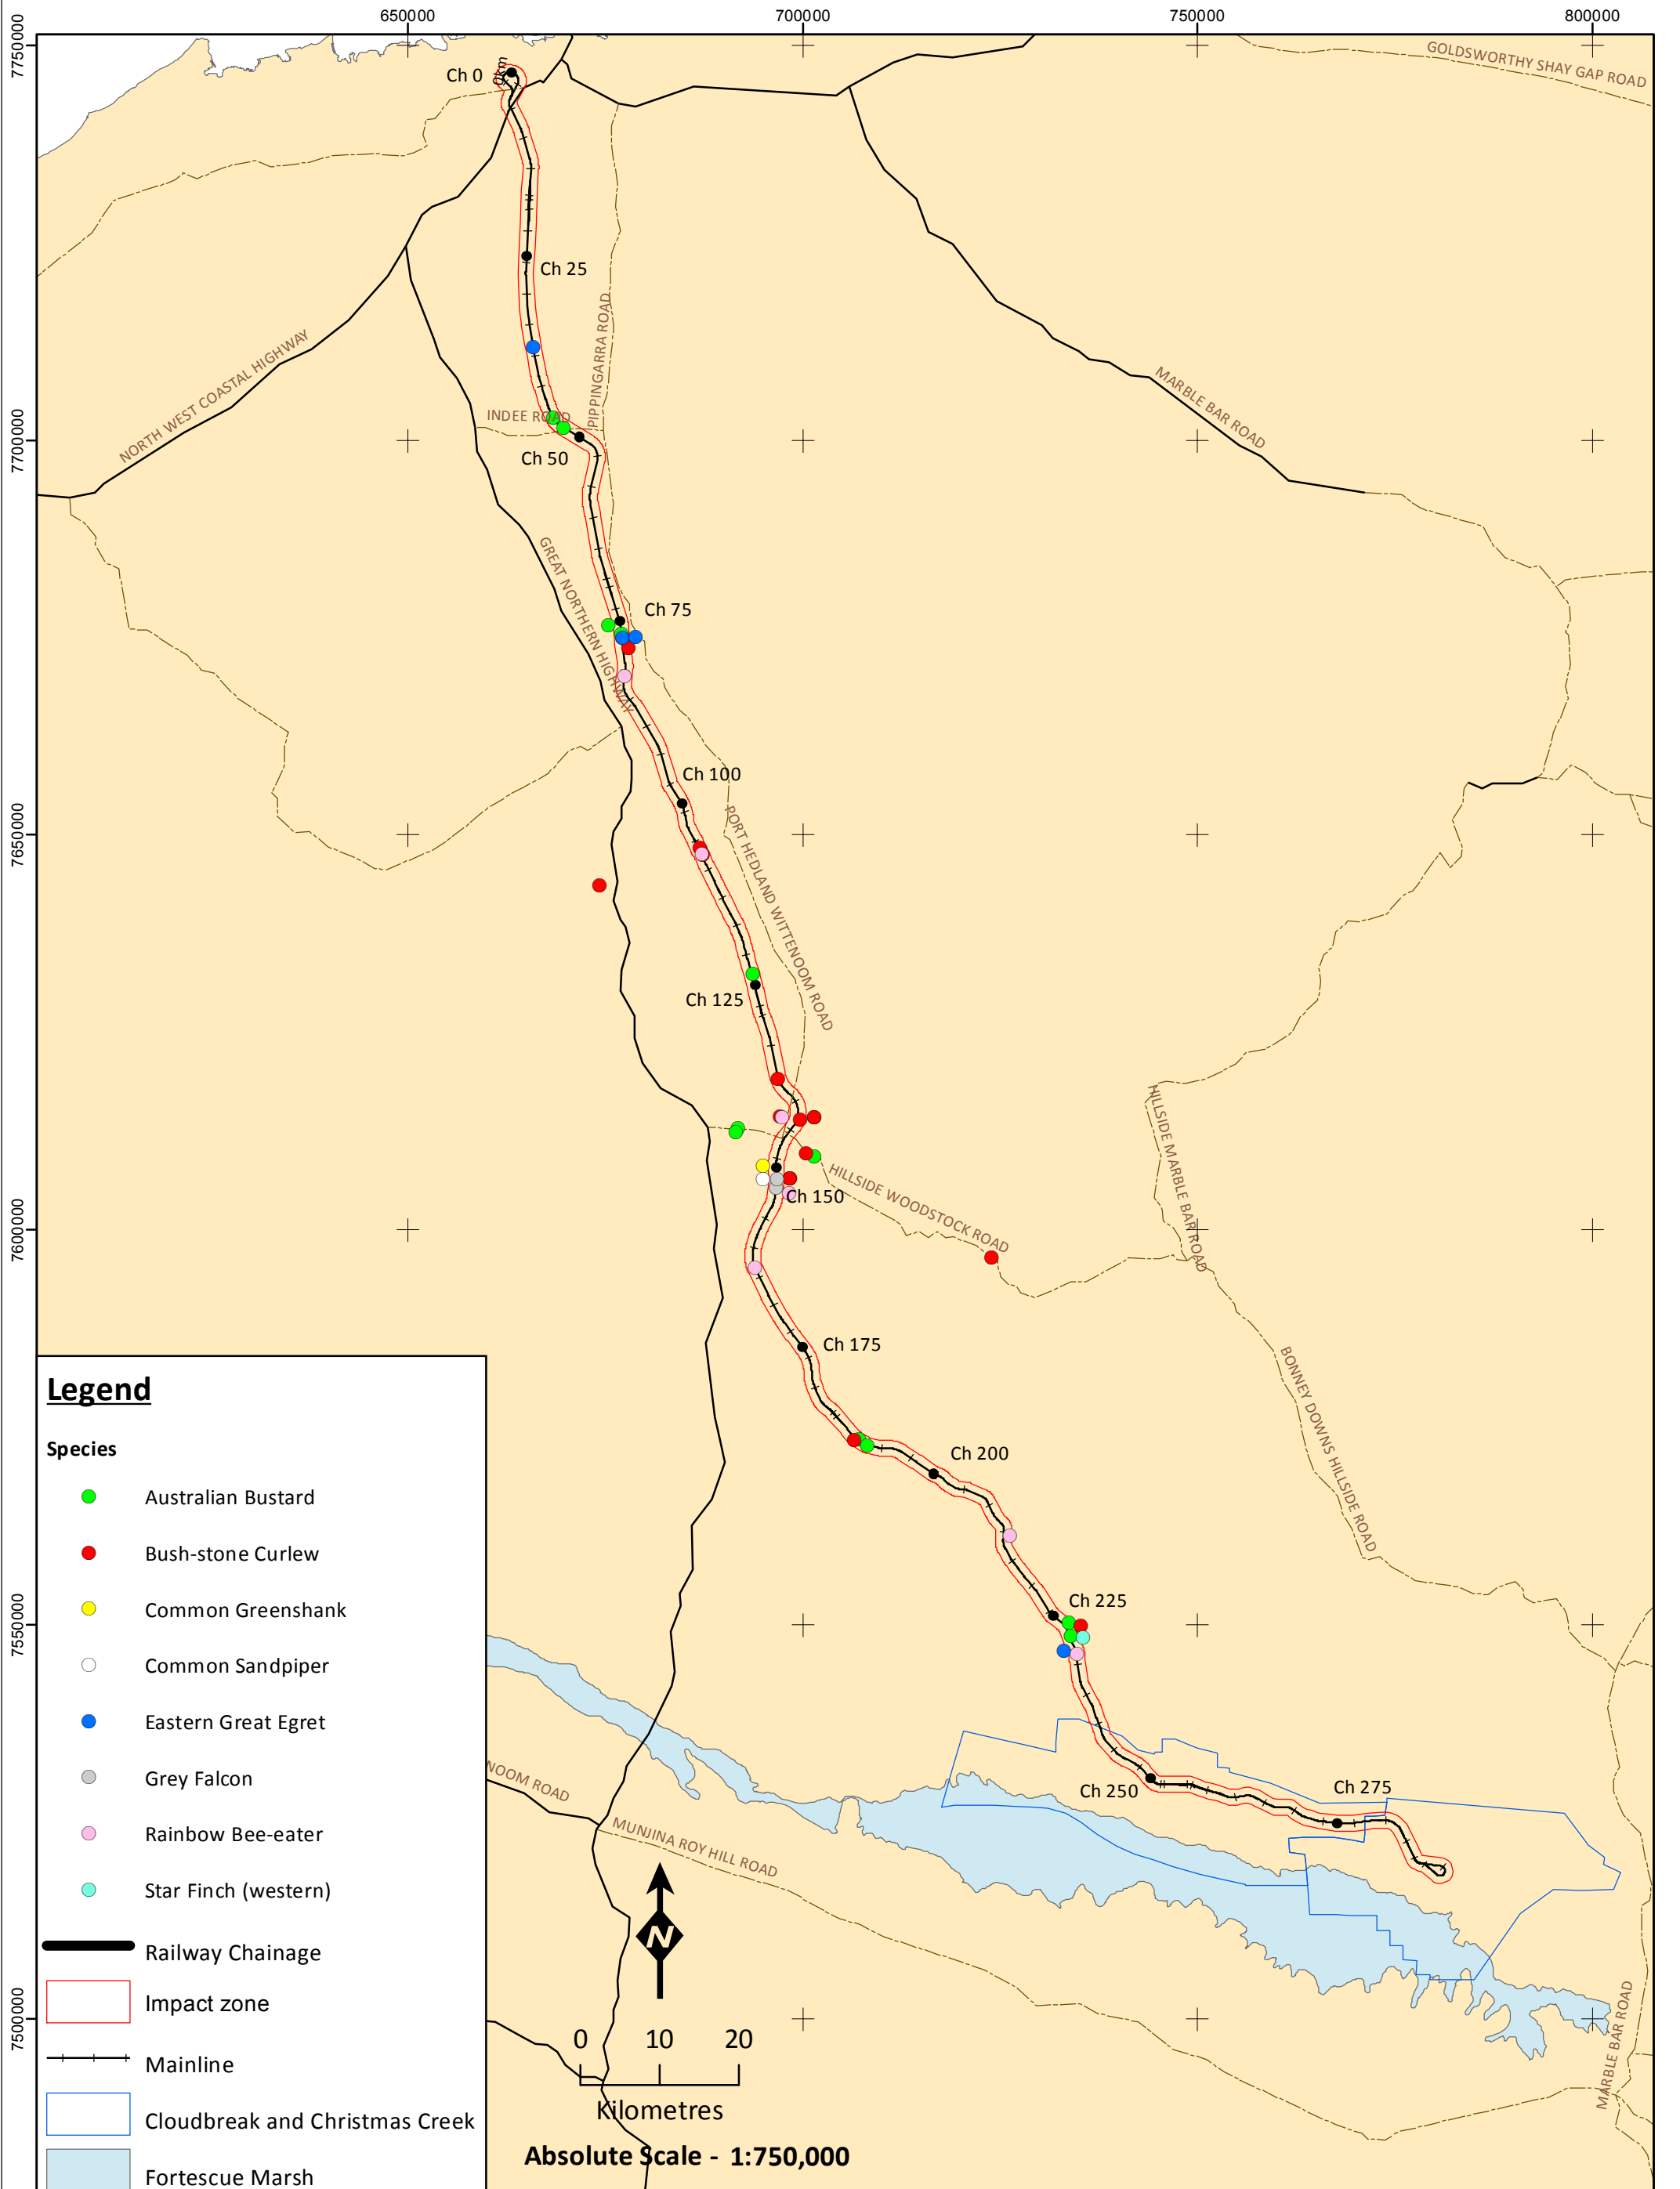 650000
700000
750000
800000
7750000
7700000
7650000
7600000
7550000
7500000
GOLDSWORTHY SHAY GAP ROAD
Ch 0
0km
Ch 25
PIPPINGARRA ROAD
NORTH WEST COASTAL HIGHWAY
MARBLE BAR ROAD
INDEE ROAD
Ch 50
GREAT NORTHERN HIGHWAY
Ch 75
Ch 100
PORT HEDLAND WITTENOOM ROAD
Ch 125
HILLSIDE MARBLE BAR ROAD
HILLSIDE WOODSTOCK ROAD
Ch 150
Ch 175
BONNEY DOWNS HILLSIDE ROAD
Ch 200
Ch 225
Ch 250
Ch 275
NOOM ROAD
MUNJINA ROY HILL ROAD
MARBLE BAR ROAD
Legend
Species
Australian Bustard
Bush-stone Curlew
Common Greenshank
Common Sandpiper
Eastern Great Egret
Grey Falcon
Rainbow Bee-eater
Star Finch (western)
Railway Chainage
Impact zone
Mainline
Cloudbreak and Christmas Creek
Fortescue Marsh
N
0 10 20
Kilometres
Absolute Scale - 1:750,000